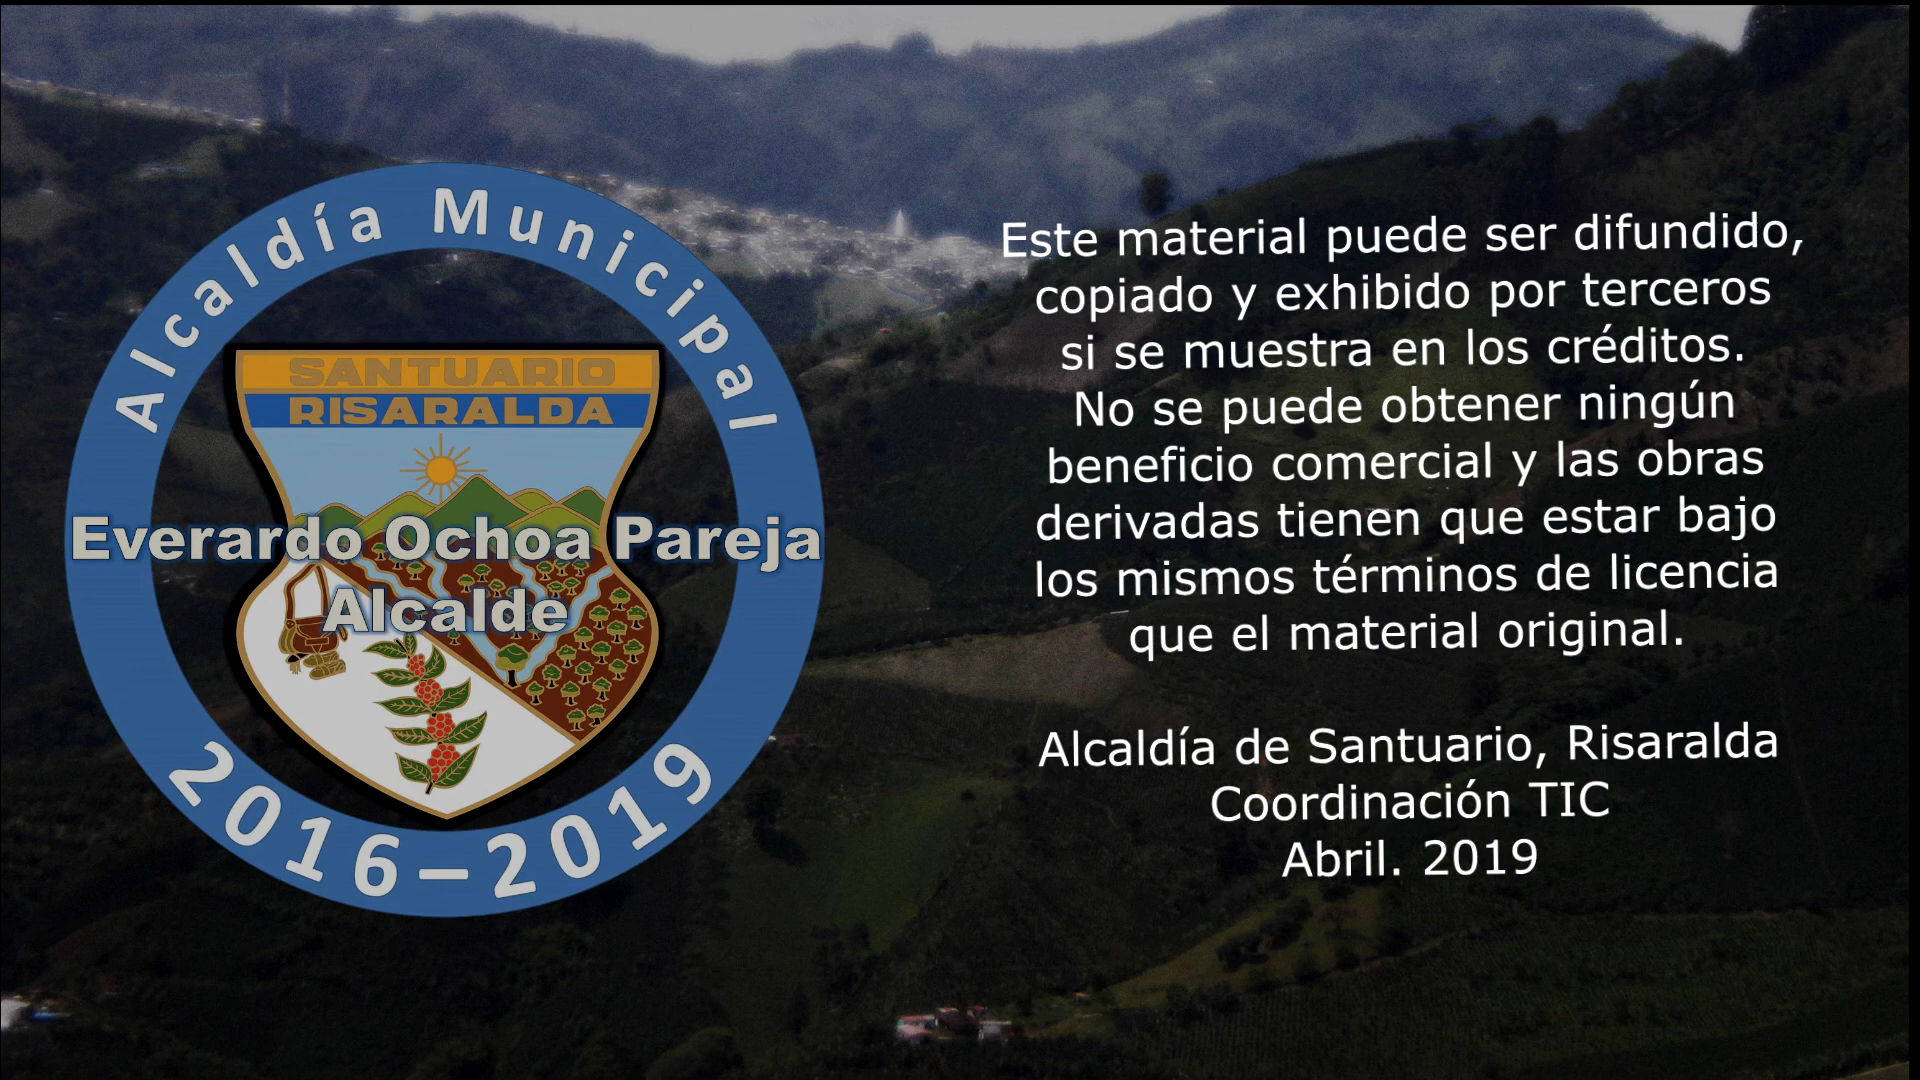 Alcaldía Municipal
SANTUARIO
RISARALDA
Everardo Ochoa Pareja
Alcalde
2016–2019
Este material puede ser difundido,
copiado y exhibido por terceros
si se muestra en los créditos.
No se puede obtener ningún
beneficio comercial y las obras
derivadas tienen que estar bajo
los mismos términos de licencia
que el material original.
Alcaldía de Santuario, Risaralda
Coordinación TIC
Abril. 2019